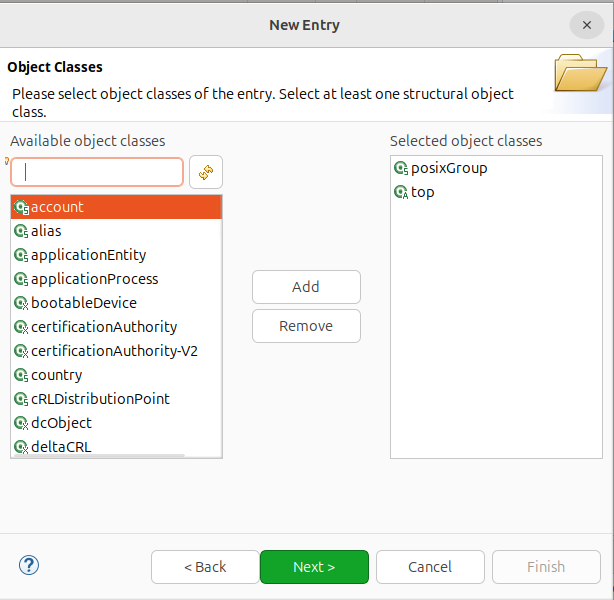 New Entry
Object Classes
Please select object classes of the entry. Select at least one structural object
class.
Available object classes
Selected object classes
account
alias
applicationEntity
applicationProcess
bootableDevice
certificationAuthority
certificationAuthority-V2
country
cRLDistributionPoint
dcObject
deltaCRL
Add
Remove
posixGroup
top
< Back
Next >
Cancel
Finish